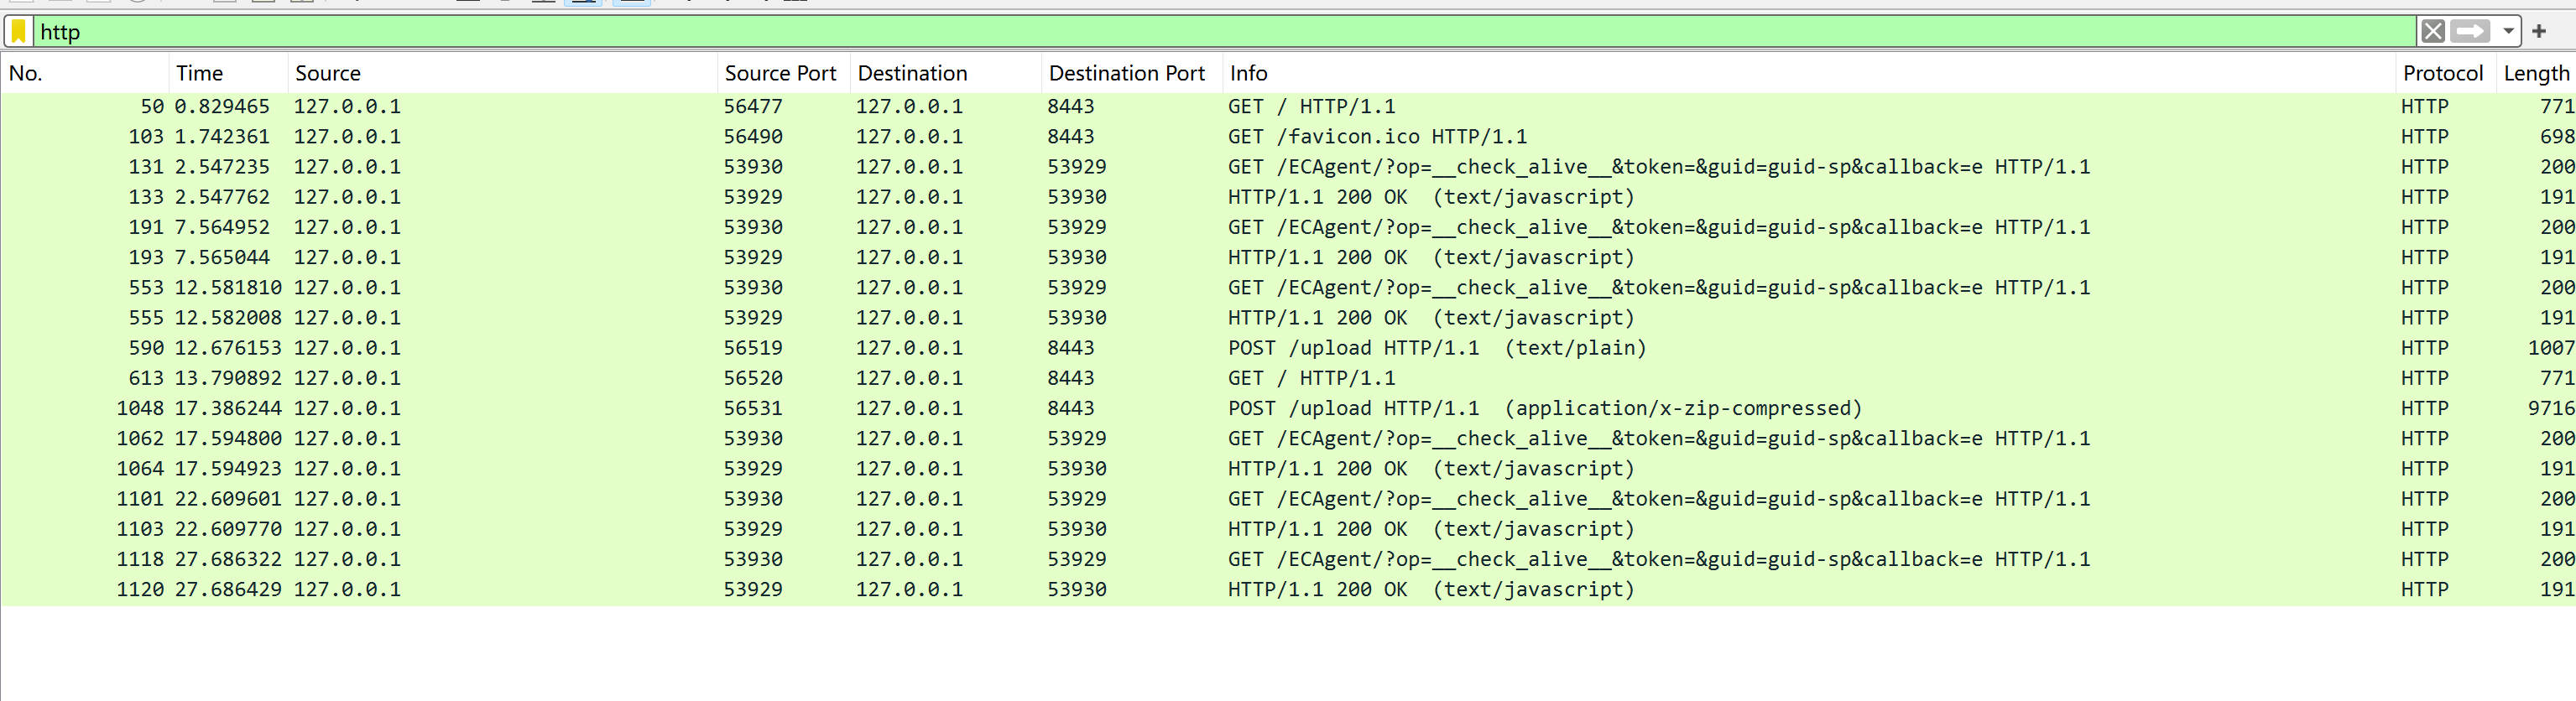 http
No. Time Source Source Port Destination Destination Port Info Protocol Length
50 0.829465 127.0.0.1 56477 127.0.0.1 8443 GET / HTTP/1.1 HTTP 771
103 1.742361 127.0.0.1 56490 127.0.0.1 8443 GET /favicon.ico HTTP/1.1 HTTP 698
131 2.547235 127.0.0.1 53930 127.0.0.1 53929 GET /ECAgent/?op=__check_alive__&token=&guid=guid-sp&callback=e HTTP/1.1 HTTP 200
133 2.547762 127.0.0.1 53929 127.0.0.1 53930 HTTP/1.1 200 OK (text/javascript) HTTP 191
191 7.564952 127.0.0.1 53930 127.0.0.1 53929 GET /ECAgent/?op=__check_alive__&token=&guid=guid-sp&callback=e HTTP/1.1 HTTP 200
193 7.565044 127.0.0.1 53929 127.0.0.1 53930 HTTP/1.1 200 OK (text/javascript) HTTP 191
553 12.581810 127.0.0.1 53930 127.0.0.1 53929 GET /ECAgent/?op=__check_alive__&token=&guid=guid-sp&callback=e HTTP/1.1 HTTP 200
555 12.582008 127.0.0.1 53929 127.0.0.1 53930 HTTP/1.1 200 OK (text/javascript) HTTP 191
590 12.676153 127.0.0.1 56519 127.0.0.1 8443 POST /upload HTTP/1.1 (text/plain) HTTP 1007
613 13.790892 127.0.0.1 56520 127.0.0.1 8443 GET / HTTP/1.1 HTTP 771
1048 17.386244 127.0.0.1 56531 127.0.0.1 8443 POST /upload HTTP/1.1 (application/x-zip-compressed) HTTP 9716
1062 17.594800 127.0.0.1 53930 127.0.0.1 53929 GET /ECAgent/?op=__check_alive__&token=&guid=guid-sp&callback=e HTTP/1.1 HTTP 200
1064 17.594923 127.0.0.1 53929 127.0.0.1 53930 HTTP/1.1 200 OK (text/javascript) HTTP 191
1101 22.609601 127.0.0.1 53930 127.0.0.1 53929 GET /ECAgent/?op=__check_alive__&token=&guid=guid-sp&callback=e HTTP/1.1 HTTP 200
1103 22.609770 127.0.0.1 53929 127.0.0.1 53930 HTTP/1.1 200 OK (text/javascript) HTTP 191
1118 27.686322 127.0.0.1 53930 127.0.0.1 53929 GET /ECAgent/?op=__check_alive__&token=&guid=guid-sp&callback=e HTTP/1.1 HTTP 200
1120 27.686429 127.0.0.1 53929 127.0.0.1 53930 HTTP/1.1 200 OK (text/javascript) HTTP 191